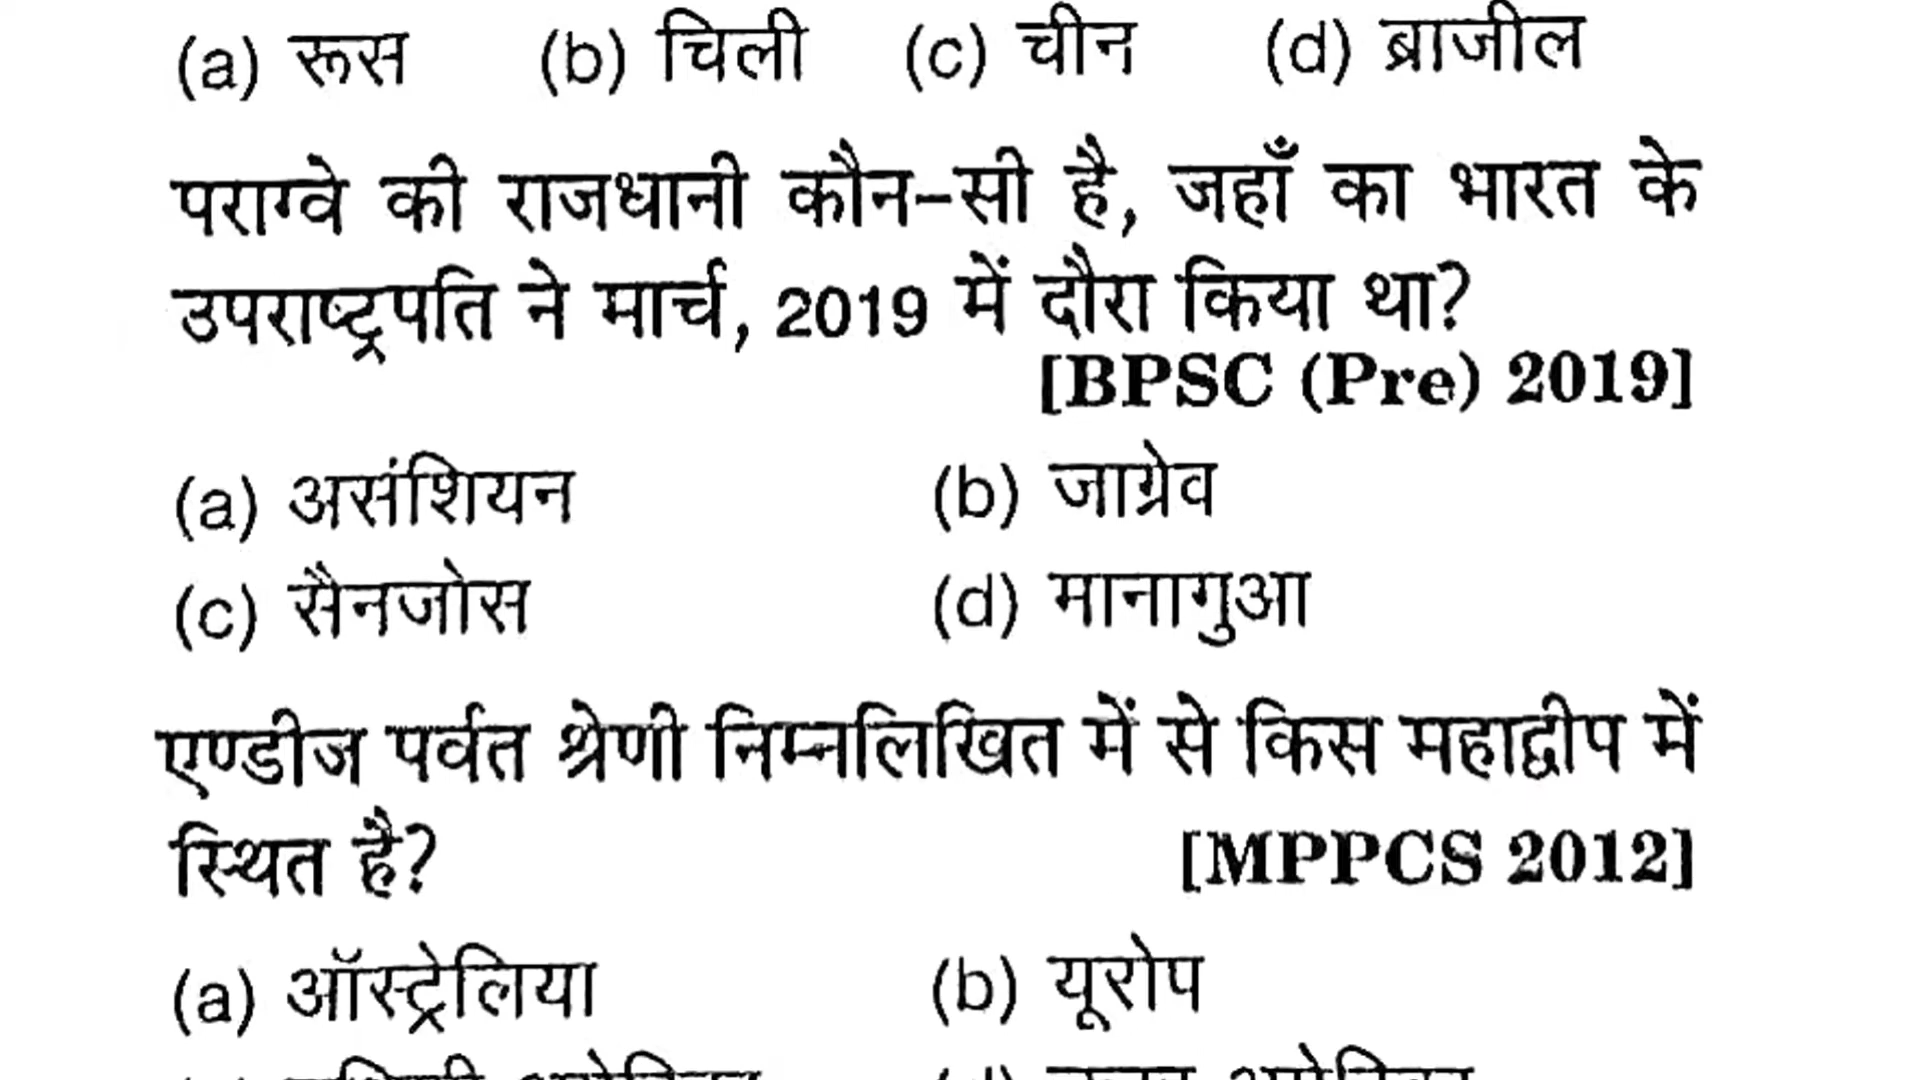 (a) रूस (b) चिली (c) चीन (d) ब्राजील
पराग्वे की राजधानी कौन-सी है, जहाँ का भारत के
उपराष्ट्रपति ने मार्च, 2019 में दौरा किया था?
[BPSC (Pre) 2019]
(a) असंशियन (b) जाग्रेव
(c) सैनजोस (d) मानागुआ
एण्डीज पर्वत श्रेणी निम्नलिखित में से किस महाद्वीप में
स्थित है? [MPPCS 2012]
(a) ऑस्ट्रेलिया (b) यूरोप